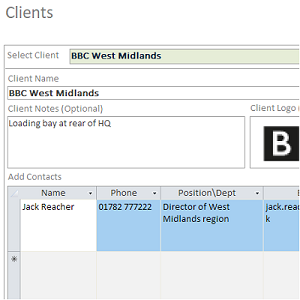 Clients
Select Client
BBC West Midlands
Client Name
BBC West Midlands
Client Notes (Optional)
Client Logo (
Loading bay at rear of HQ
B
Add Contacts
Name Phone Position\Dept E
Jack Reacher 01782 777222 Director of West jack.rea
Midlands region k